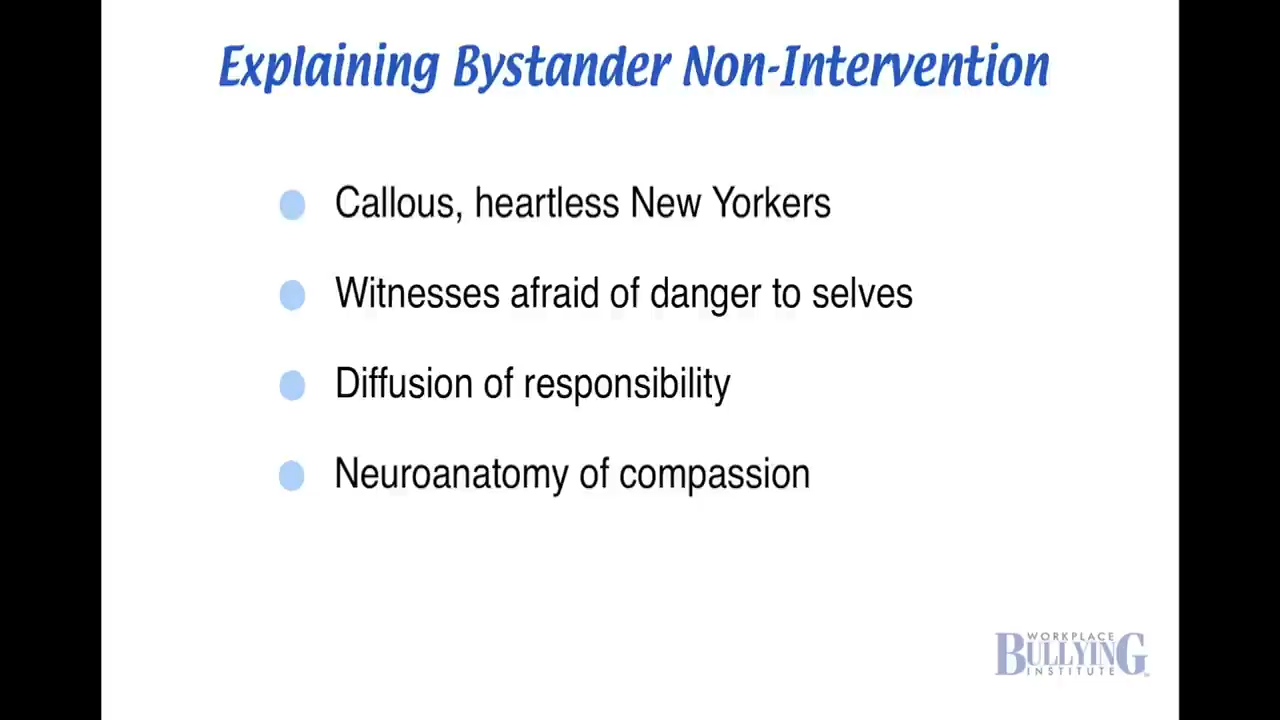 Explaining Bystander Non-Intervention
Callous, heartless New Yorkers
Witnesses afraid of danger to selves
Diffusion of responsibility
Neuroanatomy of compassion
WORKPLACE
BULLYING
INSTITUTE